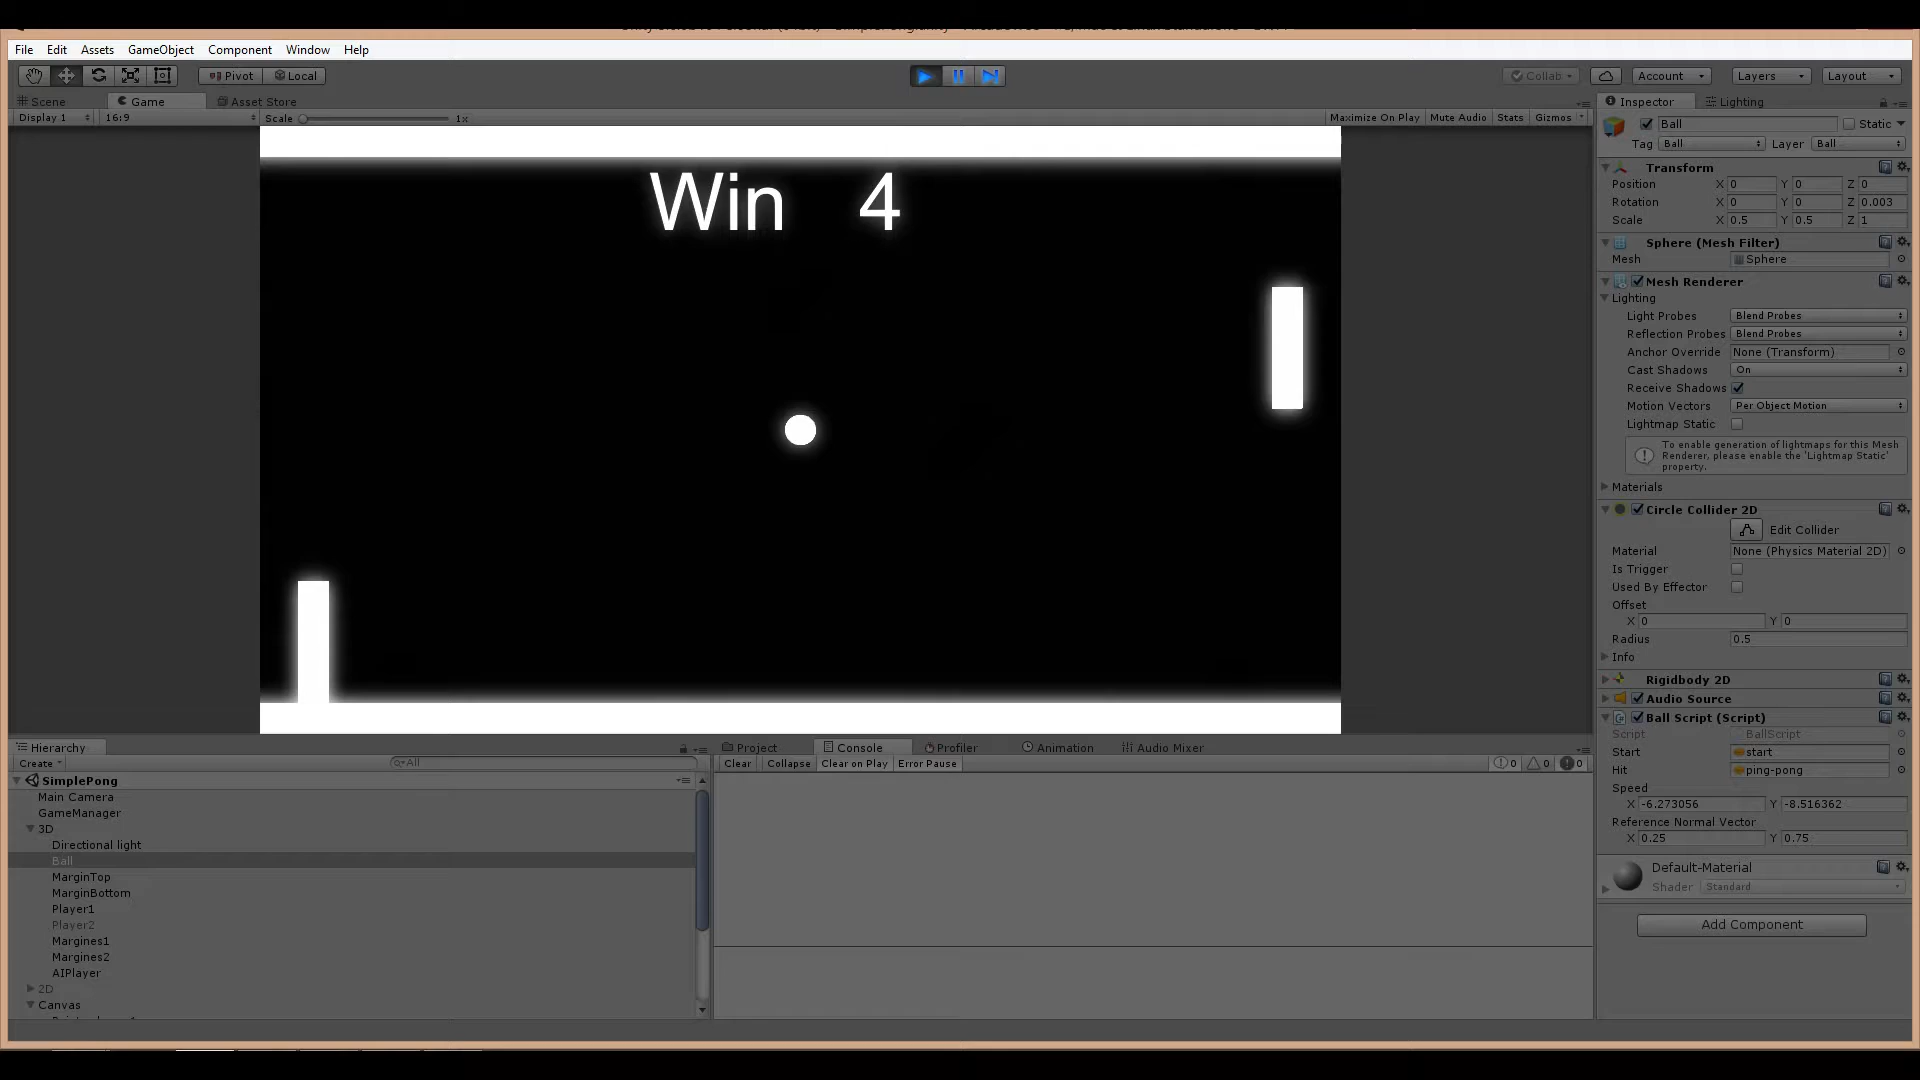 File Edit Assets GameObject Component Window Help
Pivot Local Collab Account Layers Layout
Scene Game Asset Store Inspector Lighting
Display 1 16:9 Scale 1x Maximize On Play Mute Audio Stats Gizmos
Win 4
Ball Static
Tag Ball Layer Ball
Transform
Position X 0 Y 0 Z 0
Rotation X 0 Y 0 Z 0.003
Scale X 0.5 Y 0.5 Z 1
Sphere (Mesh Filter)
Mesh Sphere
Mesh Renderer
Lighting
Light Probes Blend Probes
Reflection Probes Blend Probes
Anchor Override None (Transform)
Cast Shadows On
Receive Shadows
Motion Vectors Per Object Motion
Lightmap Static
To enable generation of lightmaps for this Mesh
Renderer, please enable the 'Lightmap Static'
property.
Materials
Circle Collider 2D
Edit Collider
Material None (Physics Material 2D)
Is Trigger
Used By Effector
Offset
X 0 Y 0
Radius 0.5
Info
Rigidbody 2D
Audio Source
Ball Script (Script)
Script BallScript
Start start
Hit ping-pong
Speed
X -6.273056 Y -8.516362
Reference Normal Vector
X 0.25 Y 0.75
Default-Material
Shader Standard
Add Component
Hierarchy
Create All
SimplePong
Main Camera
GameManager
3D
Directional light
Ball
MarginTop
MarginBottom
Player1
Player2
Margines1
Margines2
AIPlayer
2D
Canvas
Project Console Profiler Animation Audio Mixer
Clear Collapse Clear on Play Error Pause 0 0 0